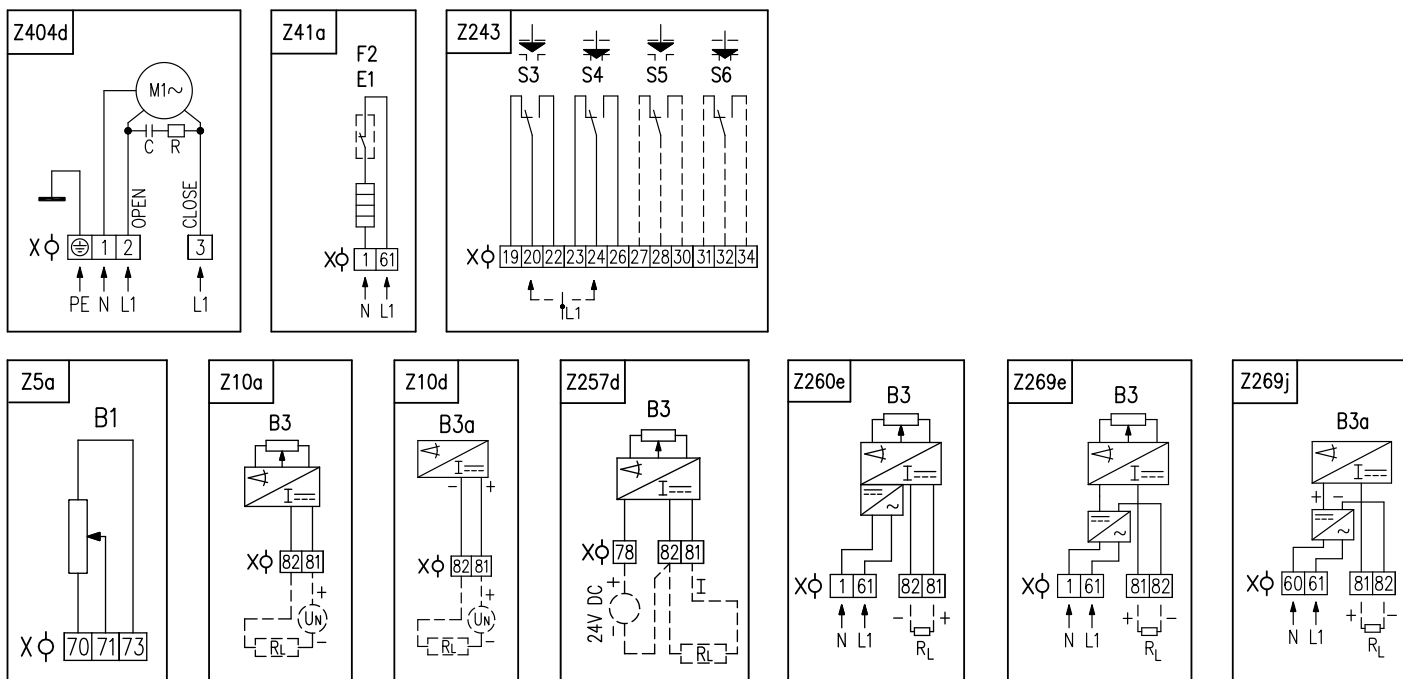 Z404d
M1~
C R
OPEN
CLOSE
X 1 2 3
PE N L1 L1
Z41a
F2
E1
X 1 61
N L1
Z243
S3 S4 S5 S6
X 19 20 22 23 24 26 27 28 30 31 32 34
L1
Z5a
B1
X 70 71 73
Z10a
B3
I
X 82 81
+
UN
−
RL
Z10d
B3a
I
− +
X 82 81
+
UN
−
RL
Z257d
B3
I
X 78 82 81
+ I
24V DC
−
RL
Z260e
B3
I
~
X 1 61 82 81
N L1 − +
RL
Z269e
B3
I
~
X 1 61 81 82
N L1 + −
RL
Z269j
B3a
I
+ −
~
X 60 61 81 82
N L1 + −
RL